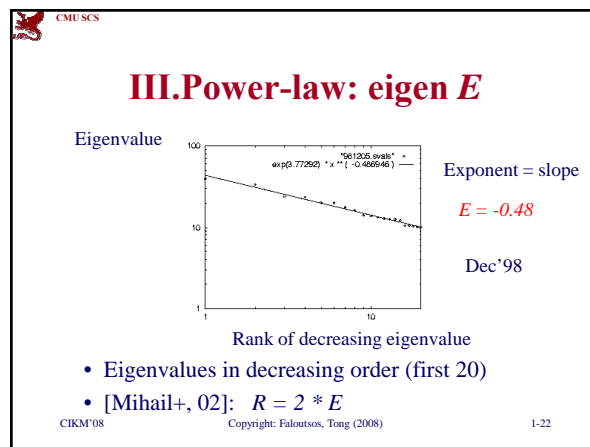 CMU SCS
III.Power-law: eigen E
Eigenvalue
100
"981205.svals"
exp(3.77292) * x ** ( -0.486946)
10
1
1
10
Exponent = slope
E = -0.48
Dec'98
Rank of decreasing eigenvalue
• Eigenvalues in decreasing order (first 20)
• [Mihail+, 02]: R = 2 * E
CIKM'08 Copyright: Faloutsos, Tong (2008) 1-22